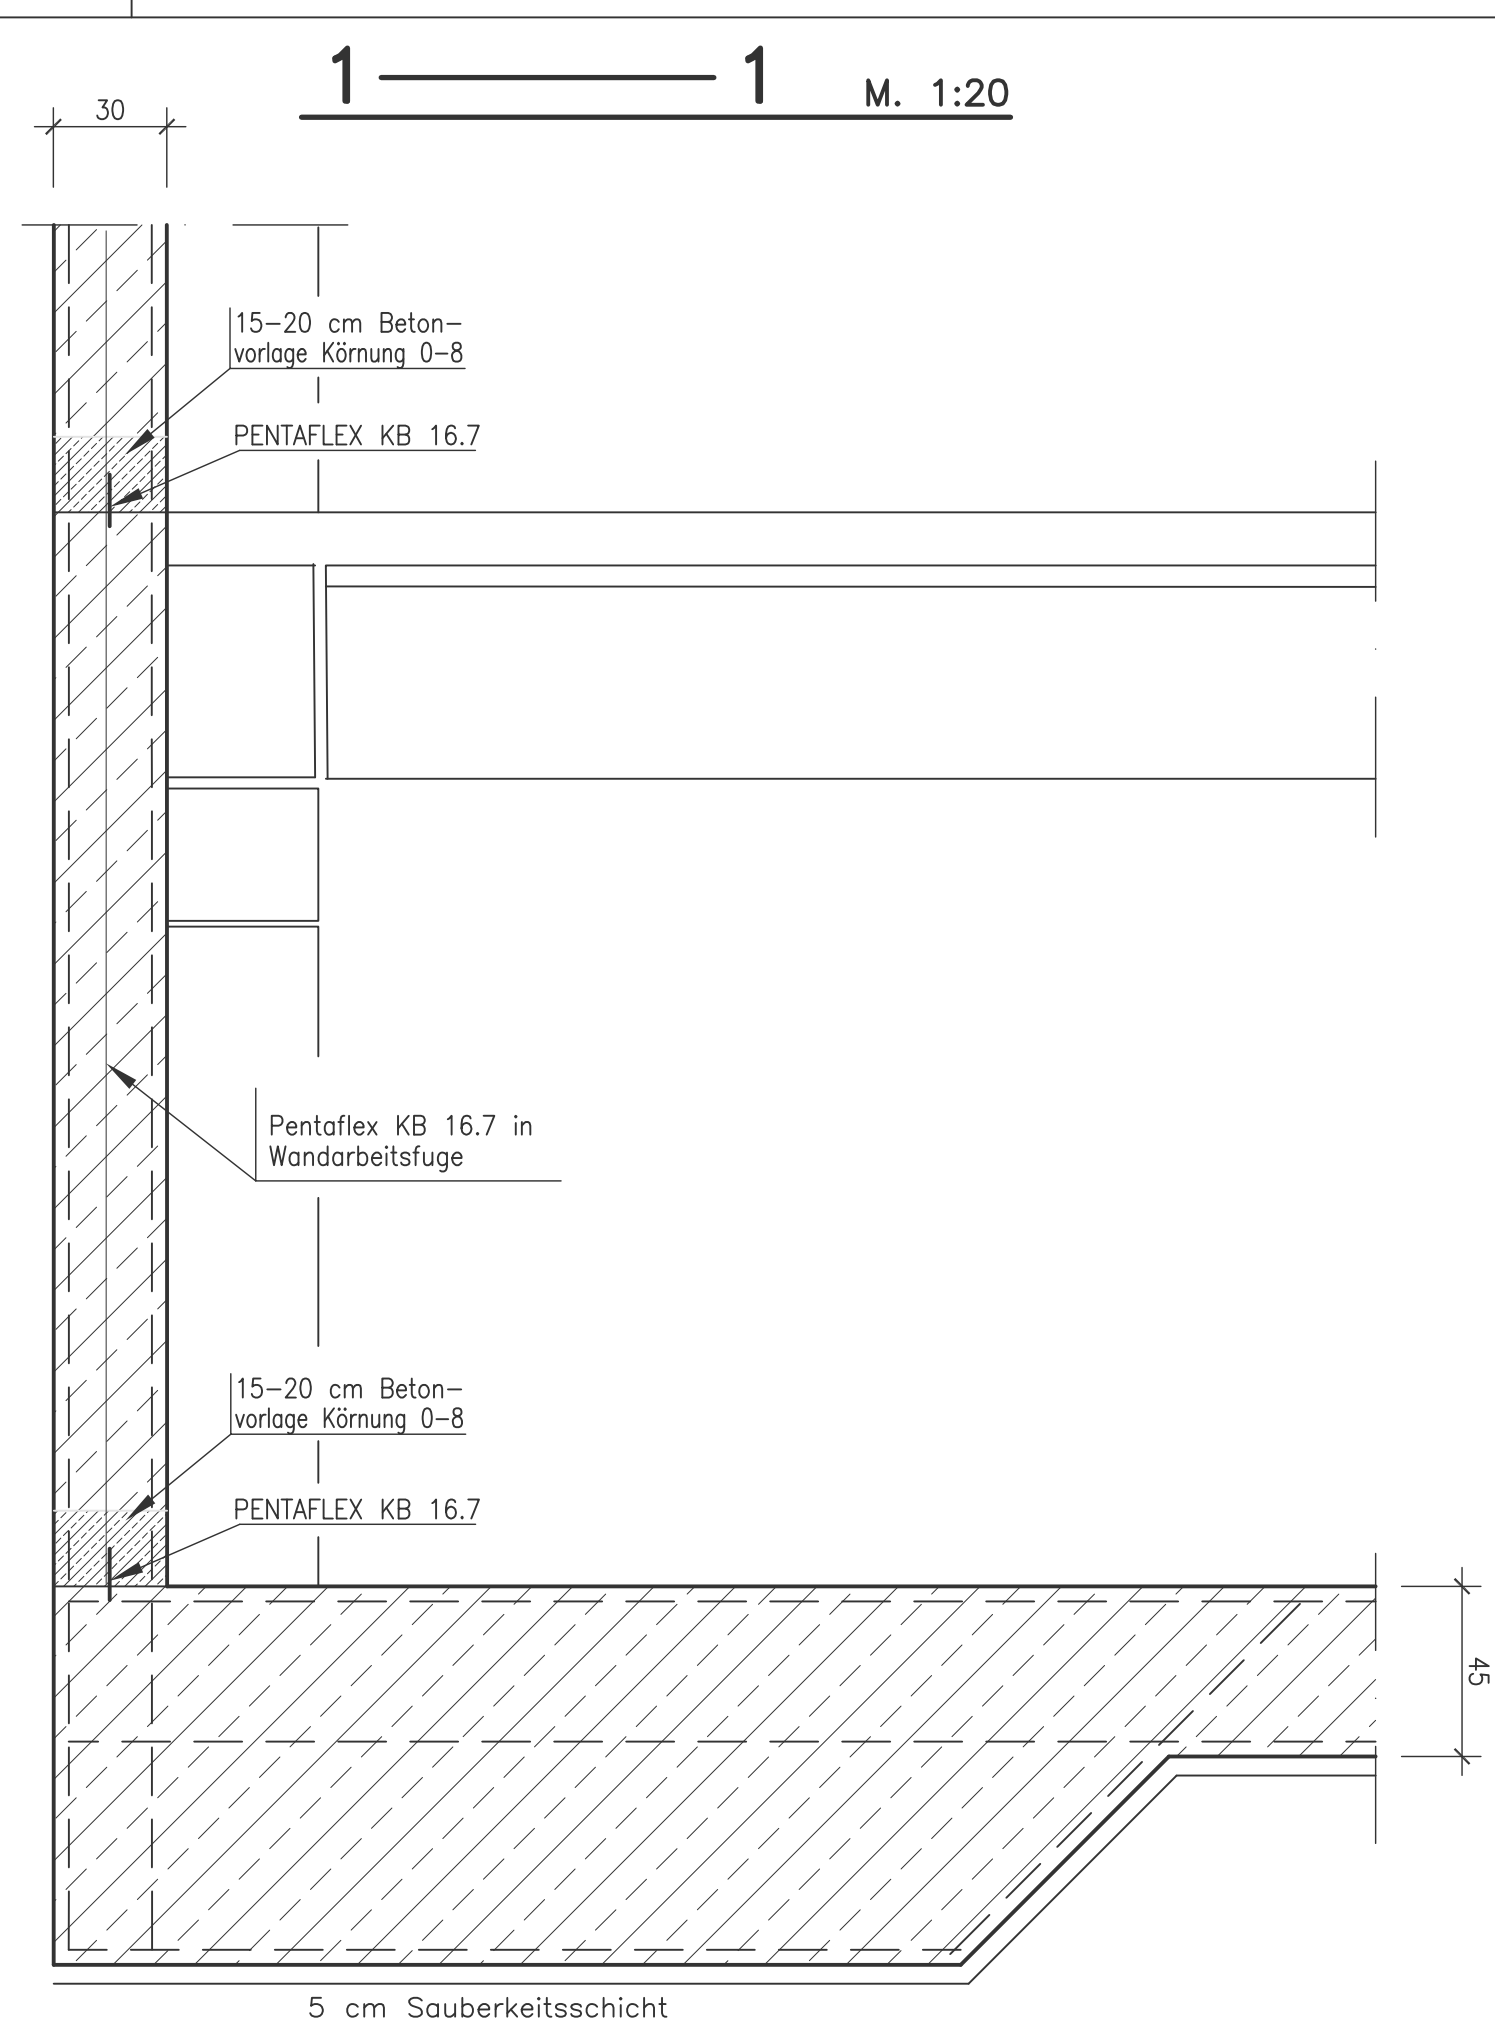 1 1 M. 1:20
30
15-20 cm Beton-
vorlage Körnung 0-8
PENTAFLEX KB 16.7
Pentaflex KB 16.7 in
Wandarbeitsfuge
15-20 cm Beton-
vorlage Körnung 0-8
PENTAFLEX KB 16.7
45
5 cm Sauberkeitsschicht